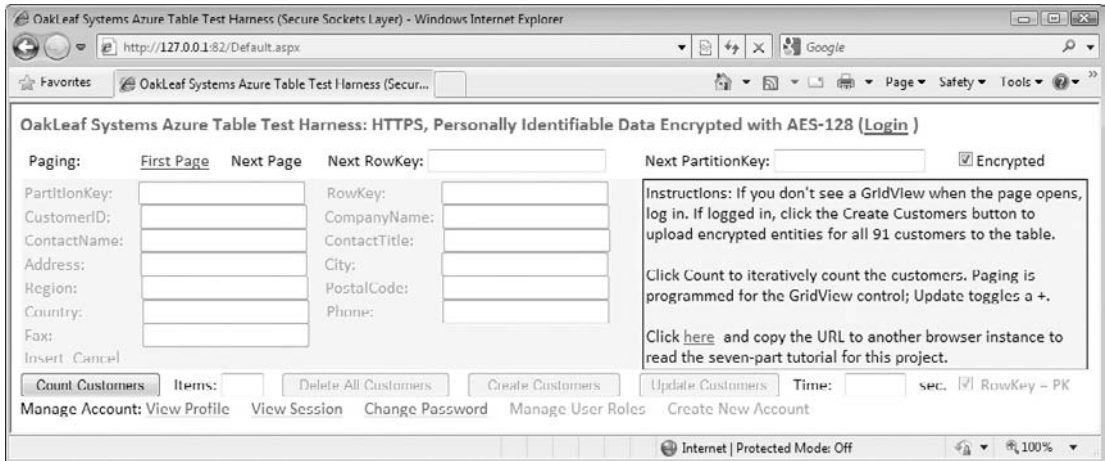 OakLeaf Systems Azure Table Test Harness (Secure Sockets Layer) - Windows Internet Explorer
http://127.0.0.1:82/Default.aspx
Google
Favorites OakLeaf Systems Azure Table Test Harness (Secur... Page Safety Tools
OakLeaf Systems Azure Table Test Harness: HTTPS, Personally Identifiable Data Encrypted with AES-128 (Login )
Paging: First Page Next Page Next RowKey: Next PartitionKey: Encrypted
PartitionKey: RowKey:
CustomerID: CompanyName:
ContactName: ContactTitle:
Address: City:
Region: PostalCode:
Country: Phone:
Fax:
Insert Cancel
Instructions: If you don't see a GridView when the page opens,
log in. If logged in, click the Create Customers button to
upload encrypted entities for all 91 customers to the table.
Click Count to iteratively count the customers. Paging is
programmed for the GridView control; Update toggles a +.
Click here and copy the URL to another browser instance to
read the seven-part tutorial for this project.
Count Customers Items: Delete All Customers Create Customers Update Customers Time: sec. RowKey = PK
Manage Account: View Profile View Session Change Password Manage User Roles Create New Account
Internet | Protected Mode: Off 100%